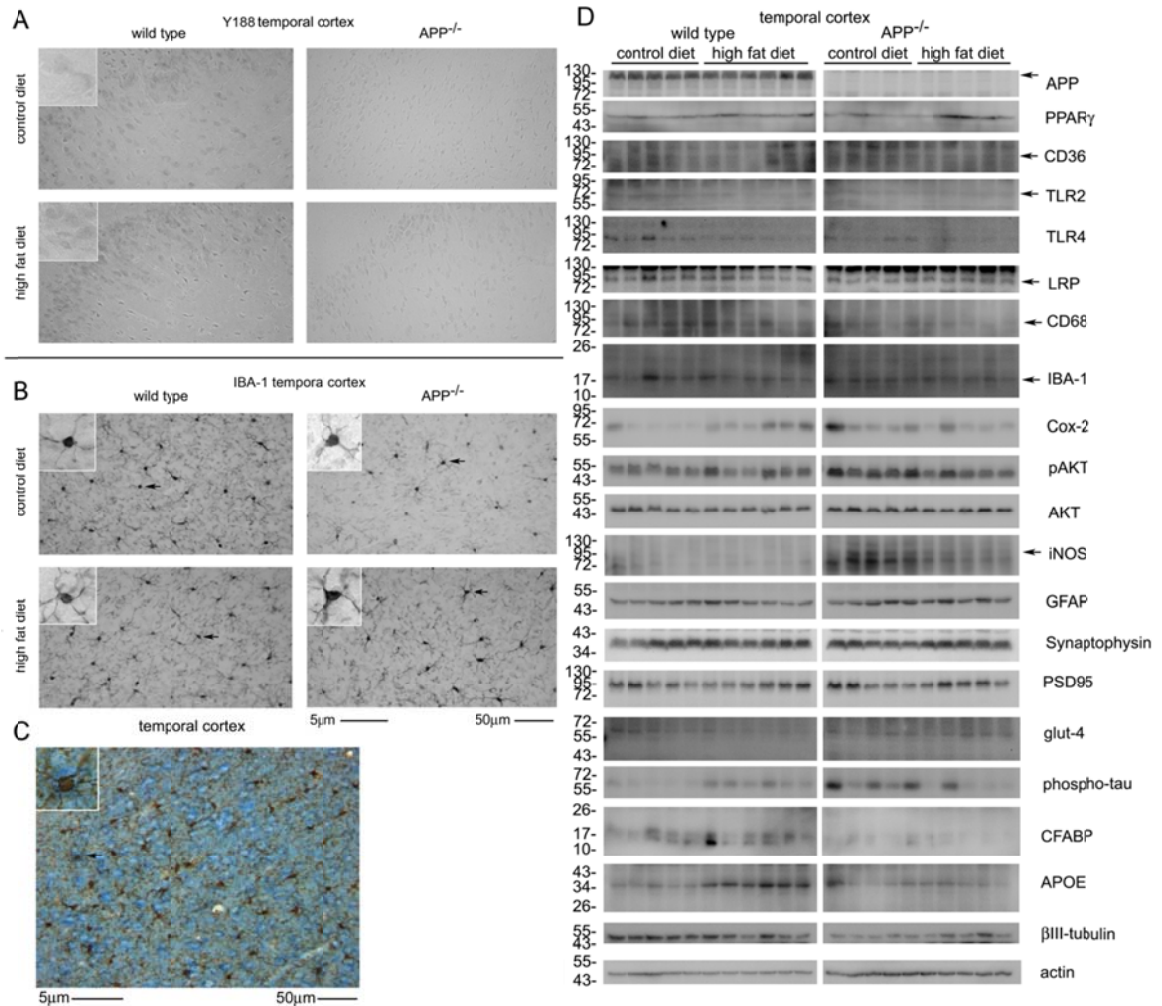 A
Y188 temporal cortex
wild type
APP-/-
control diet
high fat diet
B
IBA-1 tempora cortex
wild type
APP-/-
control diet
high fat diet
5μm
50μm
C
temporal cortex
5μm
50μm
D
temporal cortex
wild type
APP-/-
control diet
high fat diet
control diet
high fat diet
130-
95-
72-
APP
55-
43-
PPARγ
130-
95-
72-
CD36
95-
72-
55-
TLR2
130-
95-
72-
TLR4
130-
95-
72-
LRP
130-
95-
72-
CD68
26-
17-
10-
IBA-1
95-
72-
55-
Cox-2
55-
43-
pAKT
55-
43-
AKT
130-
95-
72-
iNOS
55-
43-
GFAP
43-
34-
Synaptophysin
130-
95-
72-
PSD95
72-
55-
43-
glut-4
72-
55-
phospho-tau
26-
17-
10-
CFABP
43-
34-
26-
APOE
55-
43-
βIII-tubulin
55-
43-
actin